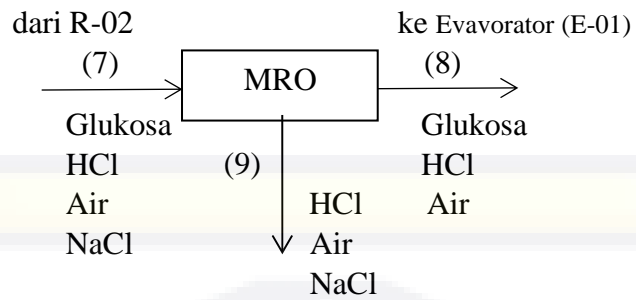 dari R-02
ke Evavorator (E-01)
(7)
MRO
(8)
Glukosa
HCl
Air
NaCl
(9)
HCl
Air
NaCl
Glukosa
HCl
Air